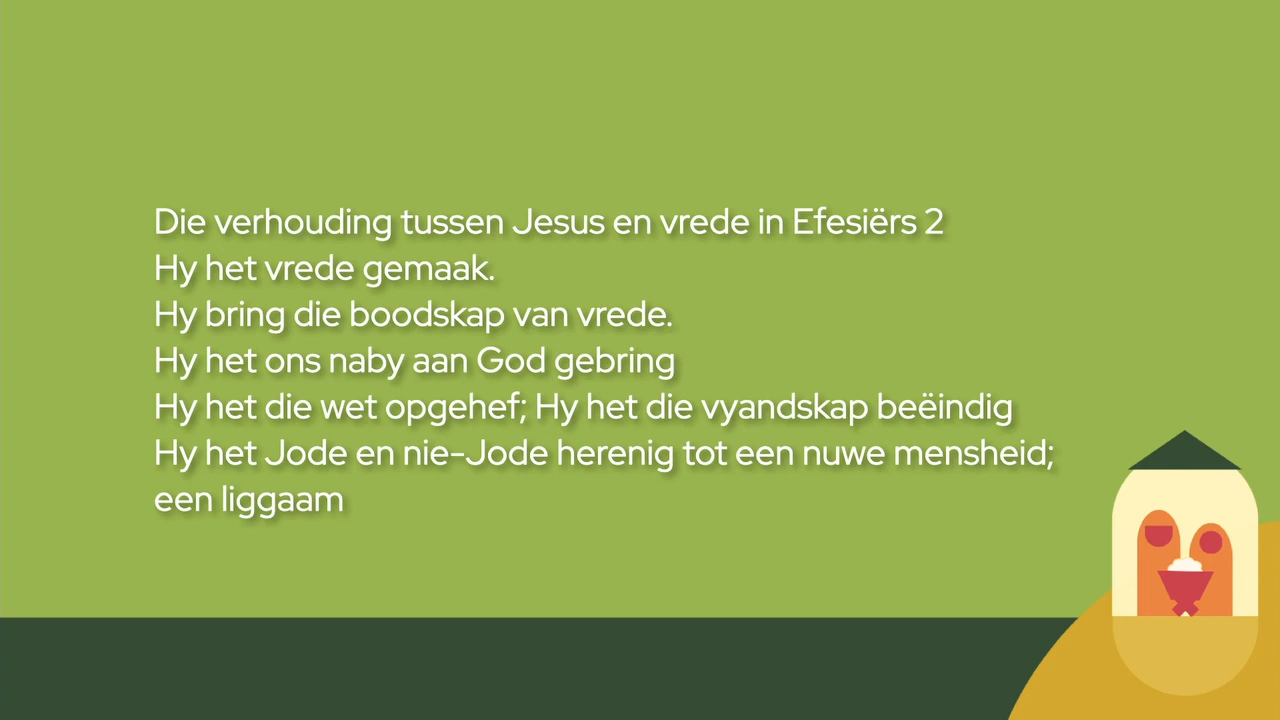 Die verhouding tussen Jesus en vrede in Efesiërs 2
Hy het vrede gemaak.
Hy bring die boodskap van vrede.
Hy het ons naby aan God gebring
Hy het die wet opgehef; Hy het die vyandskap beëindig
Hy het Jode en nie-Jode herenig tot een nuwe mensheid;
een liggaam